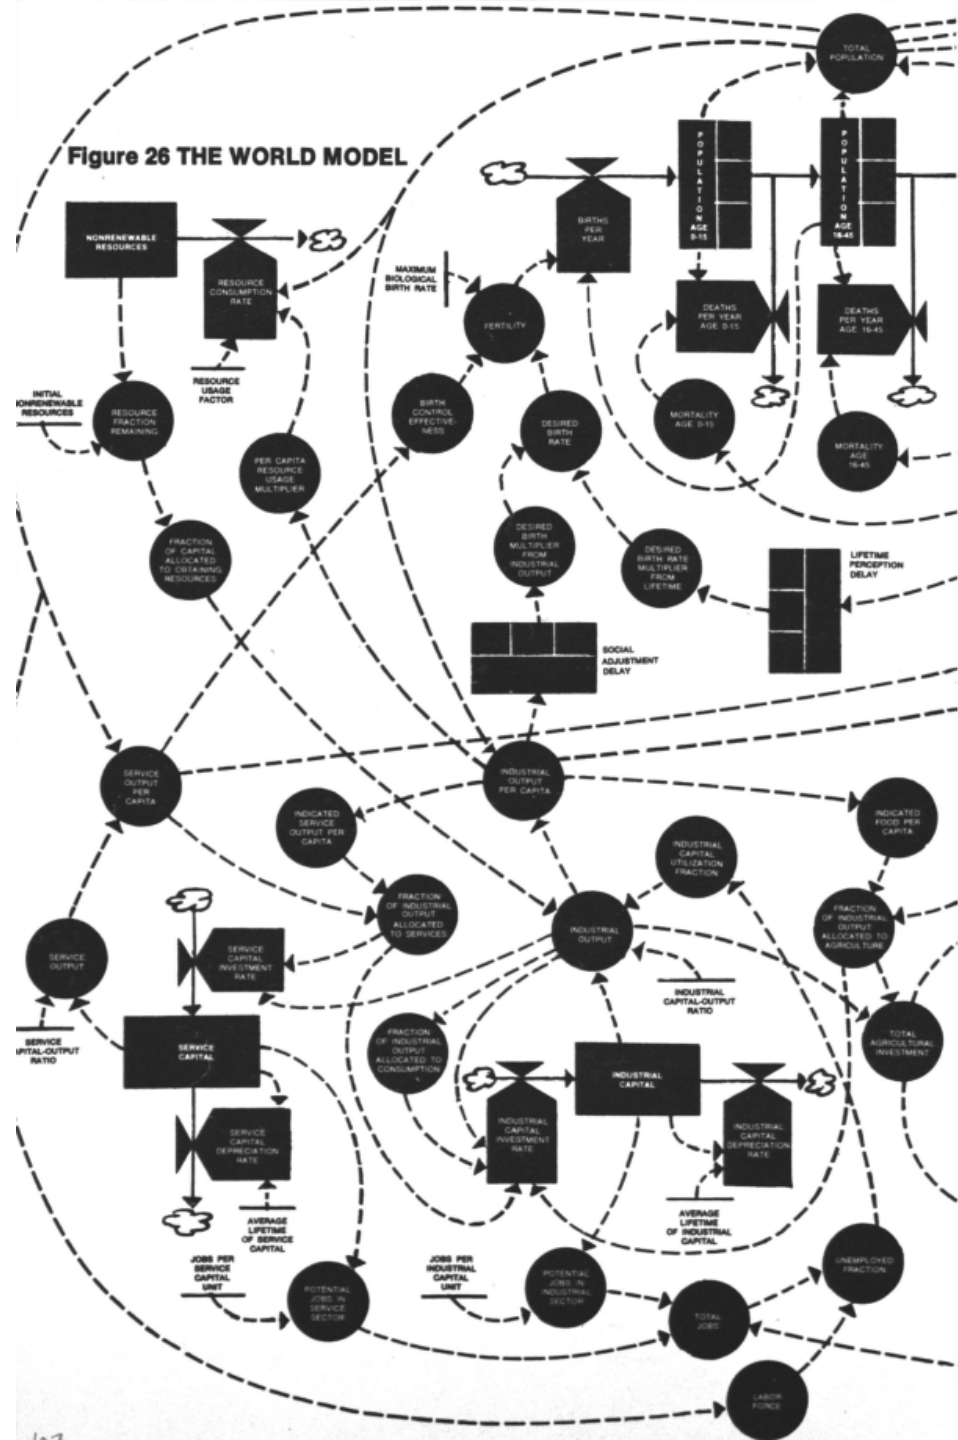 TOTAL
POPULATION
Figure 26 THE WORLD MODEL
POPULATION
AGE
0-15
POPULATION
AGE
16-45
BIRTHS
PER
YEAR
NONRENEWABLE
RESOURCES
RESOURCE
CONSUMPTION
RATE
MAXIMUM
BIOLOGICAL
BIRTH RATE
FERTILITY
DEATHS
PER YEAR
AGE 0-15
DEATHS
PER YEAR
AGE 16-45
RESOURCE
USAGE
FACTOR
INITIAL
NONRENEWABLE
RESOURCES
RESOURCE
FRACTION
REMAINING
BIRTH
CONTROL
EFFECTIVE-
NESS
DESIRED
BIRTH
RATE
MORTALITY
AGE 0-15
MORTALITY
AGE
16-45
PER CAPITA
RESOURCE
USAGE
MULTIPLIER
FRACTION
OF CAPITAL
ALLOCATED
TO OBTAINING
RESOURCES
DESIRED
BIRTH
MULTIPLIER
FROM
INDUSTRIAL
OUTPUT
DESIRED
BIRTH RATE
MULTIPLIER
FROM
LIFETIME
LIFETIME
PERCEPTION
DELAY
SOCIAL
ADJUSTMENT
DELAY
SERVICE
OUTPUT
PER
CAPITA
INDUSTRIAL
OUTPUT
PER CAPITA
INDICATED
SERVICE
OUTPUT PER
CAPITA
INDUSTRIAL
CAPITAL
UTILIZATION
FRACTION
INDICATED
FOOD PER
CAPITA
FRACTION
OF INDUSTRIAL
OUTPUT
ALLOCATED
TO SERVICES
INDUSTRIAL
OUTPUT
FRACTION
OF INDUSTRIAL
OUTPUT
ALLOCATED TO
AGRICULTURE
SERVICE
OUTPUT
SERVICE
CAPITAL
INVESTMENT
RATE
INDUSTRIAL
CAPITAL-OUTPUT
RATIO
SERVICE
APITAL-OUTPUT
RATIO
SERVICE
CAPITAL
FRACTION
OF INDUSTRIAL
OUTPUT
ALLOCATED TO
CONSUMPTION
INDUSTRIAL
CAPITAL
TOTAL
AGRICULTURAL
INVESTMENT
SERVICE
CAPITAL
DEPRECIATION
RATE
INDUSTRIAL
CAPITAL
INVESTMENT
RATE
INDUSTRIAL
CAPITAL
DEPRECIATION
RATE
AVERAGE
LIFETIME
OF SERVICE
CAPITAL
AVERAGE
LIFETIME
OF INDUSTRIAL
CAPITAL
JOBS PER
SERVICE
CAPITAL
UNIT
JOBS PER
INDUSTRIAL
CAPITAL
UNIT
POTENTIAL
JOBS IN
SERVICE
SECTOR
POTENTIAL
JOBS IN
INDUSTRIAL
SECTOR
UNEMPLOYED
FRACTION
TOTAL
JOBS
LABOR
FORCE